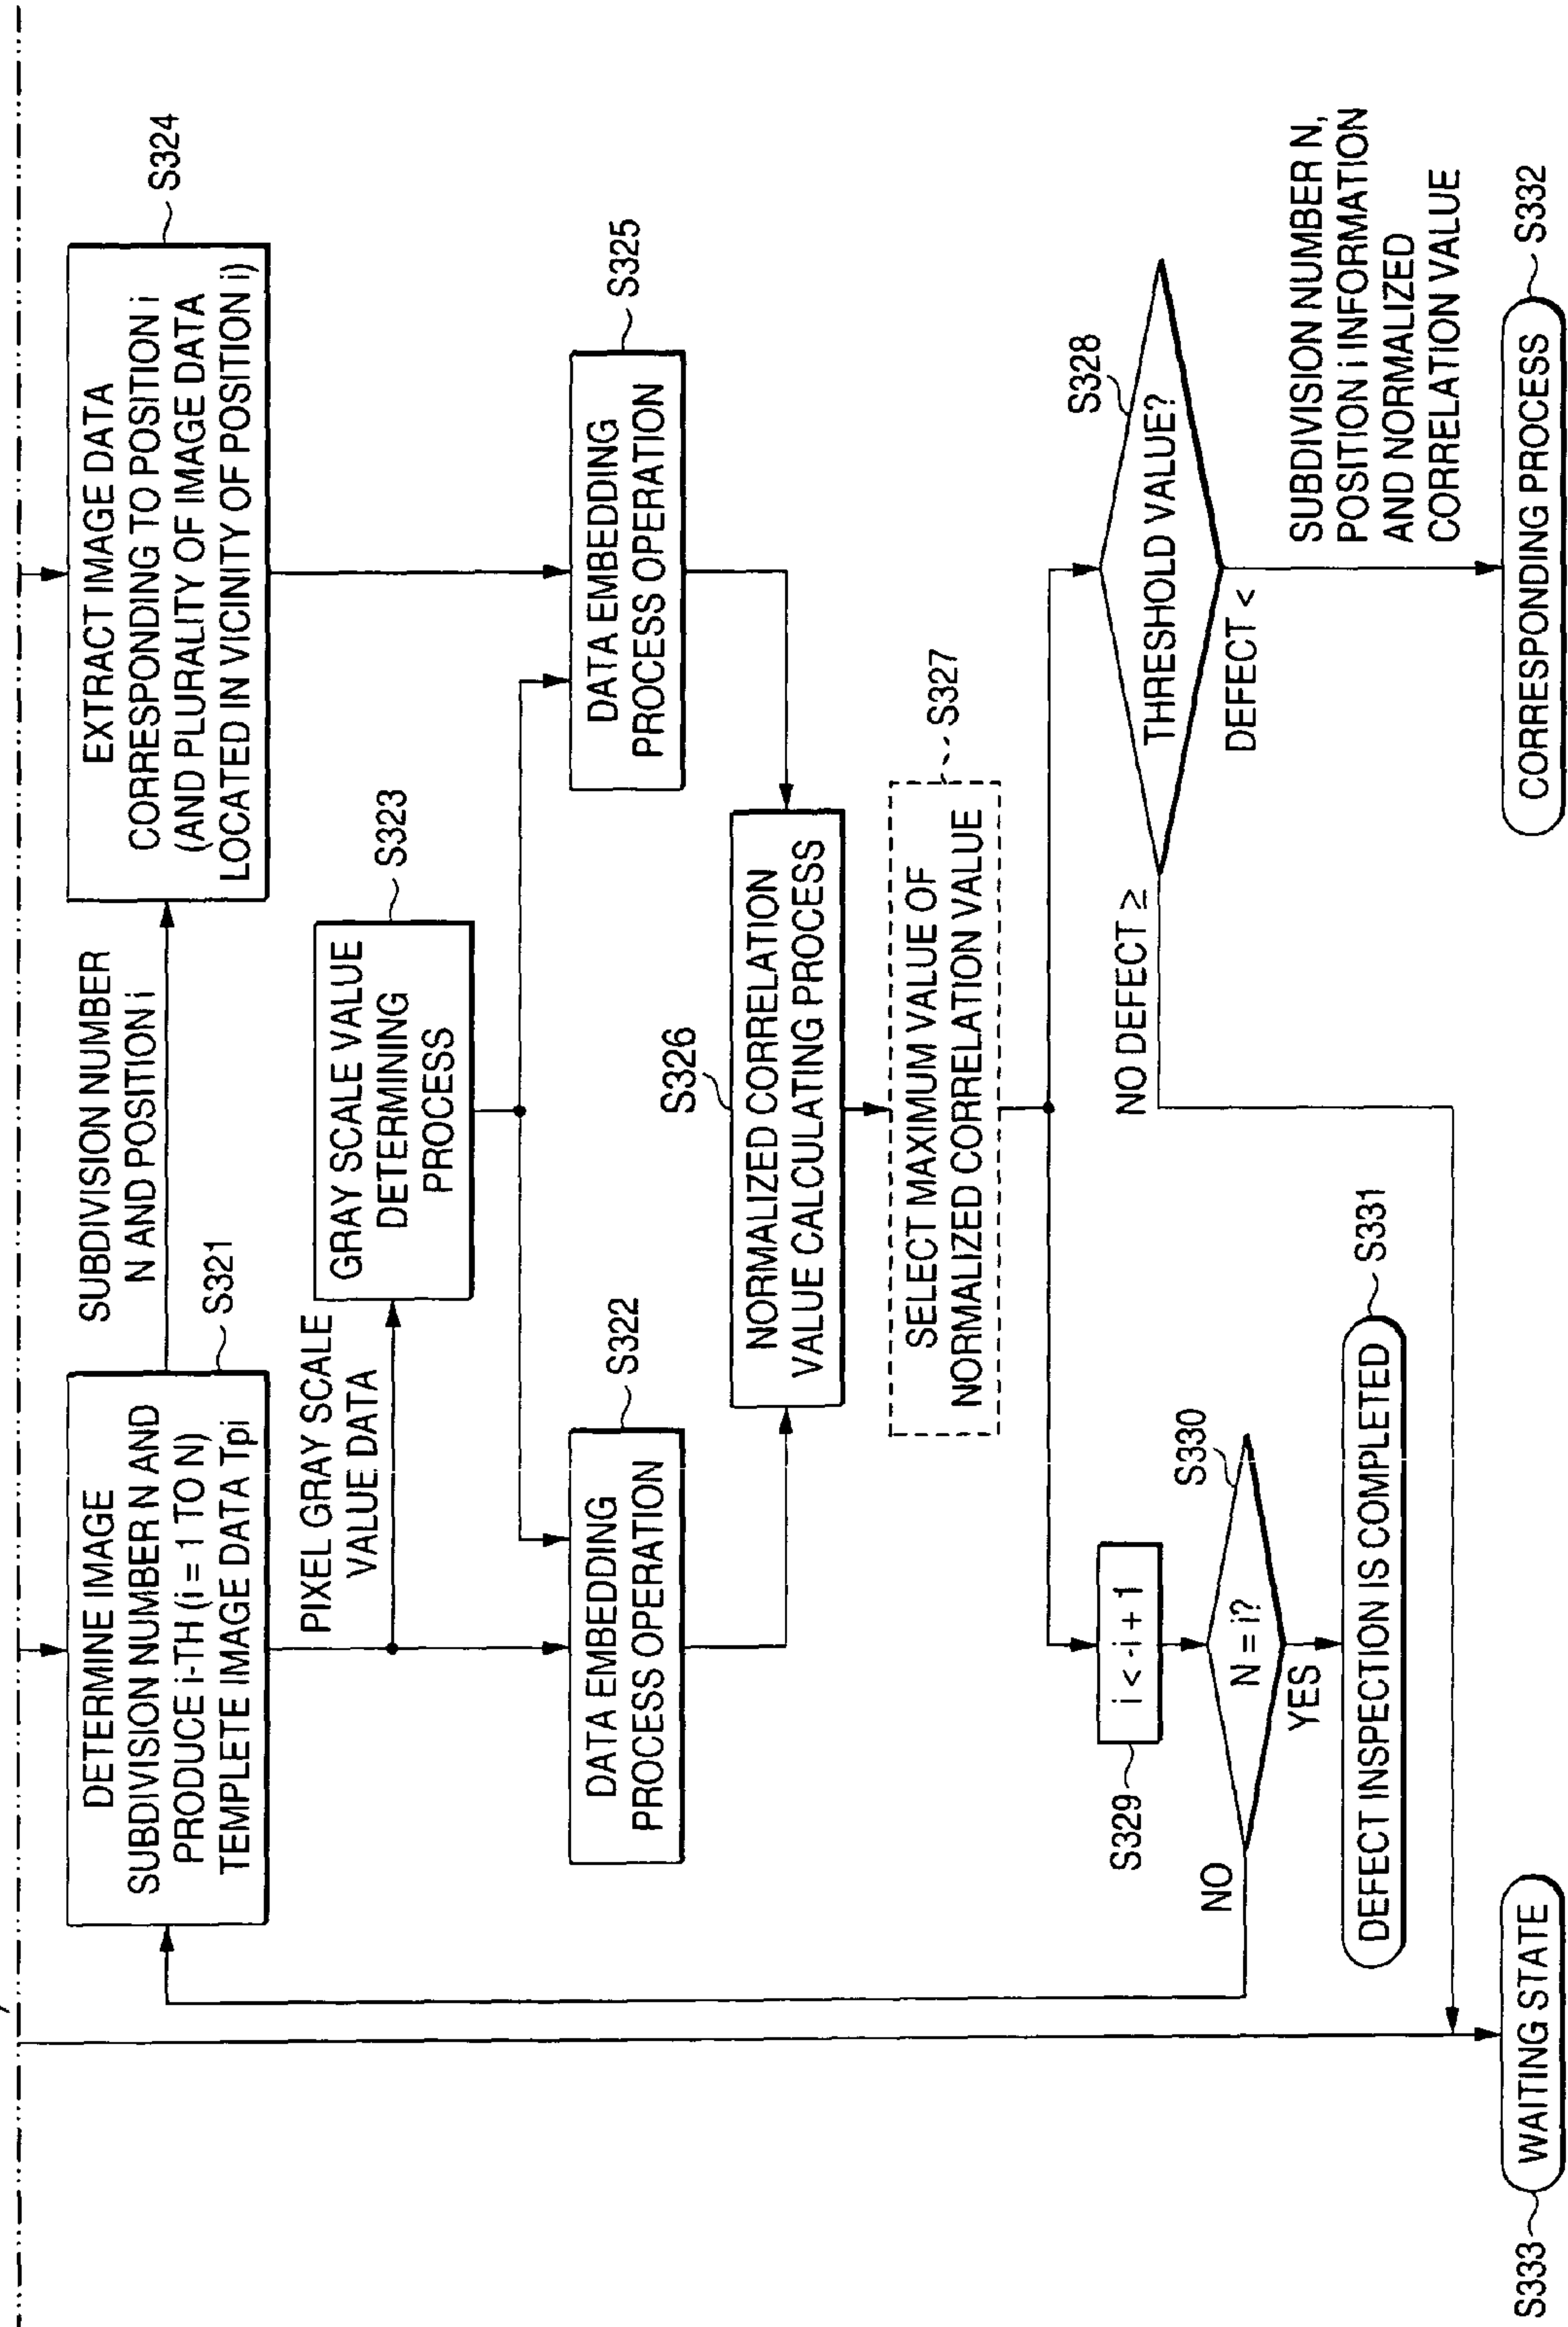 DETERMINE IMAGE
SUBDIVISION NUMBER N AND
PRODUCE i-TH (i = 1 TO N)
TEMPLETE IMAGE DATA Tpi
S321
SUBDIVISION NUMBER
N AND POSITION i
EXTRACT IMAGE DATA
CORRESPONDING TO POSITION i
(AND PLURALITY OF IMAGE DATA
LOCATED IN VICINITY OF POSITION i)
S324
PIXEL GRAY SCALE
VALUE DATA
GRAY SCALE VALUE
DETERMINING
PROCESS
S323
DATA EMBEDDING
PROCESS OPERATION
S322
DATA EMBEDDING
PROCESS OPERATION
S325
S326
NORMALIZED CORRELATION
VALUE CALCULATING PROCESS
SELECT MAXIMUM VALUE OF
NORMALIZED CORRELATION VALUE
S327
S329
i < -i + 1
S328
THRESHOLD VALUE?
NO DEFECT ≥
DEFECT <
S330
N = i?
NO
YES
SUBDIVISION NUMBER N,
POSITION i INFORMATION
AND NORMALIZED
CORRELATION VALUE
DEFECT INSPECTION IS COMPLETED
S331
S333
WAITING STATE
CORRESPONDING PROCESS
S332